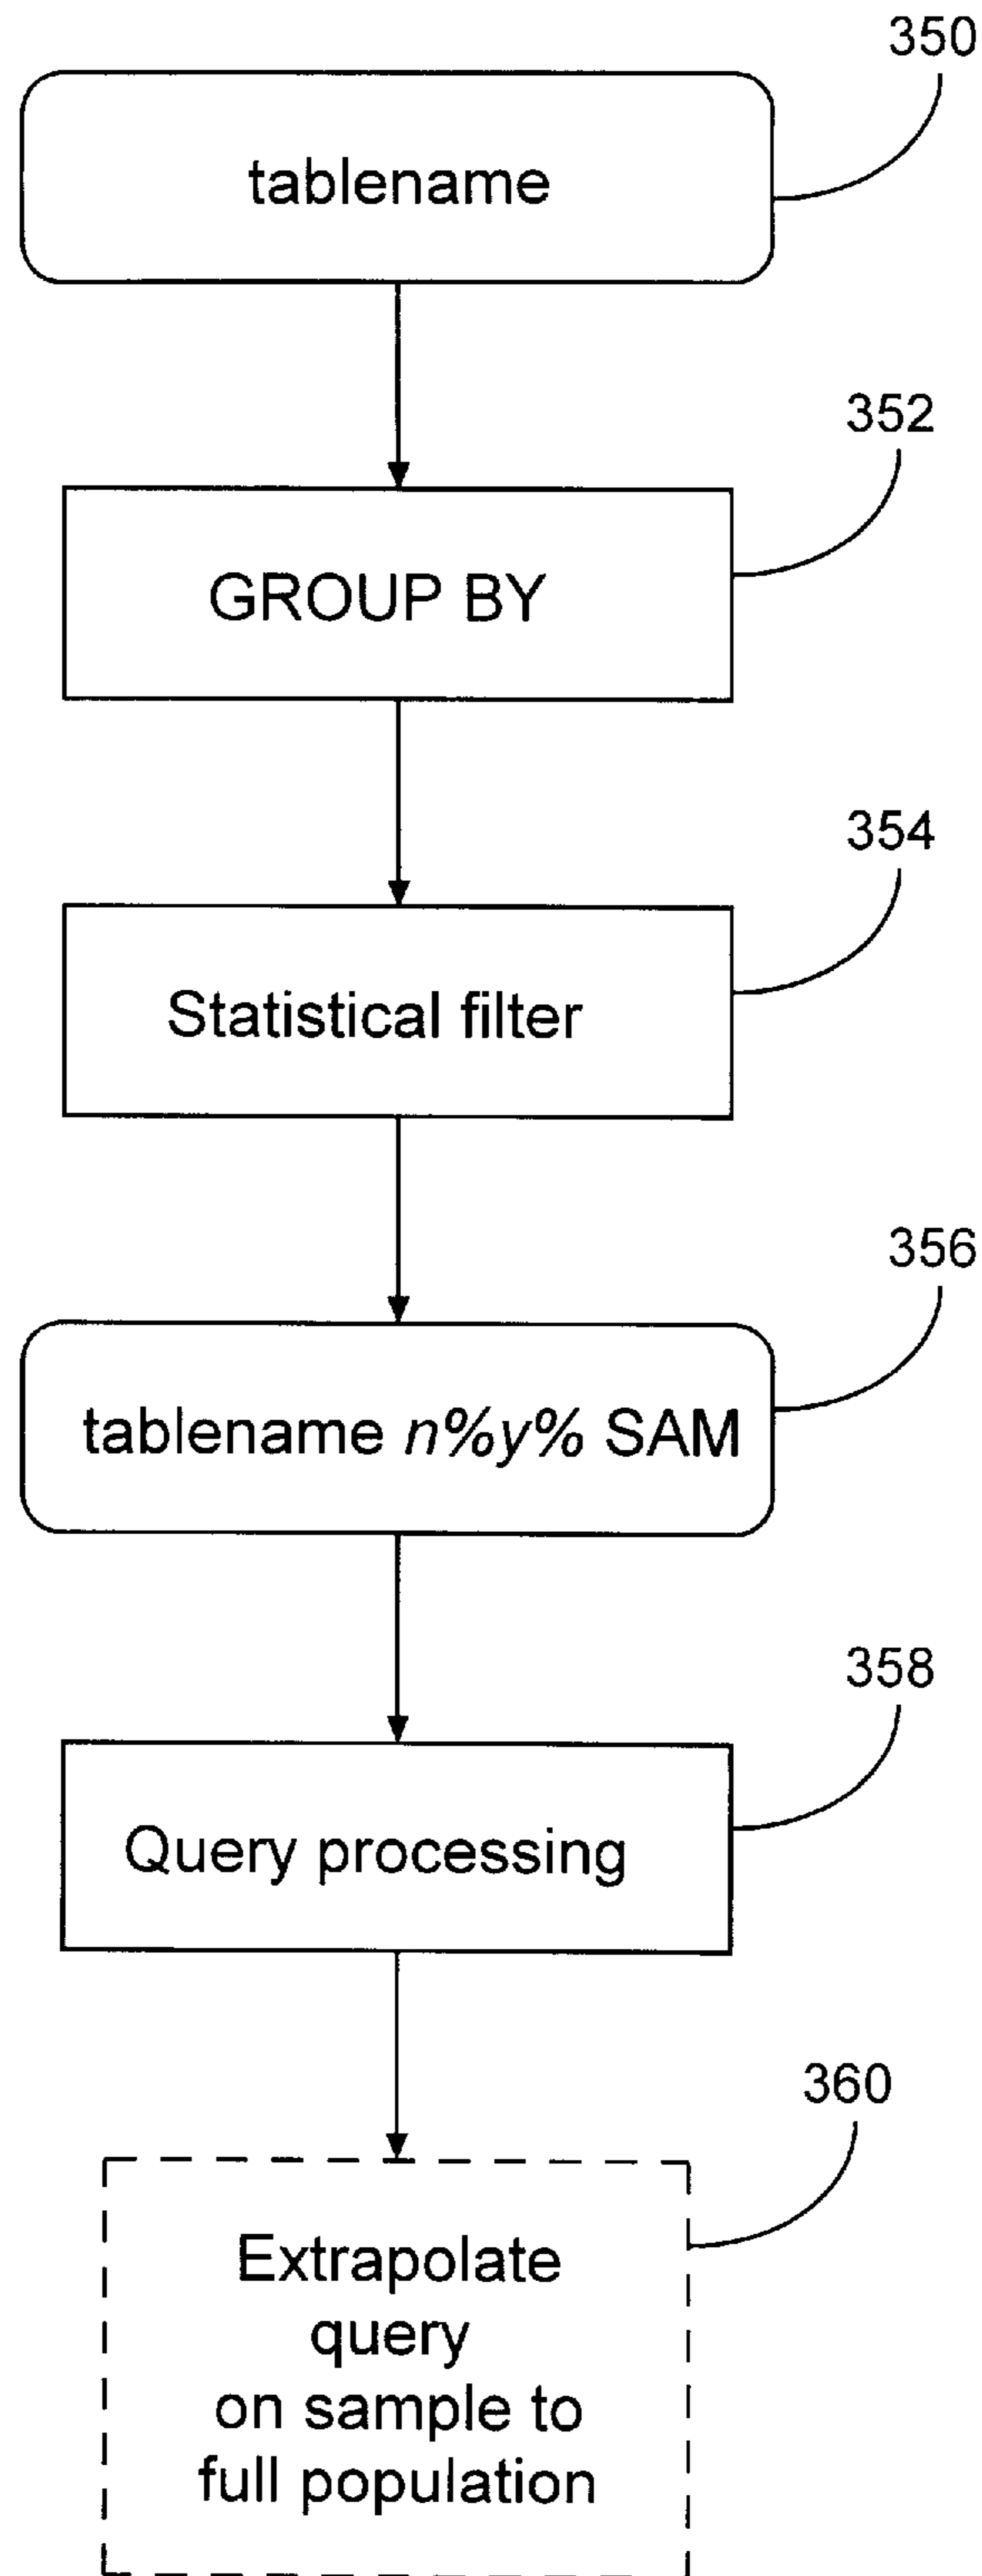 350
tablename
352
GROUP BY
354
Statistical filter
356
tablename n%y% SAM
358
Query processing
360
Extrapolate
query
on sample to
full population